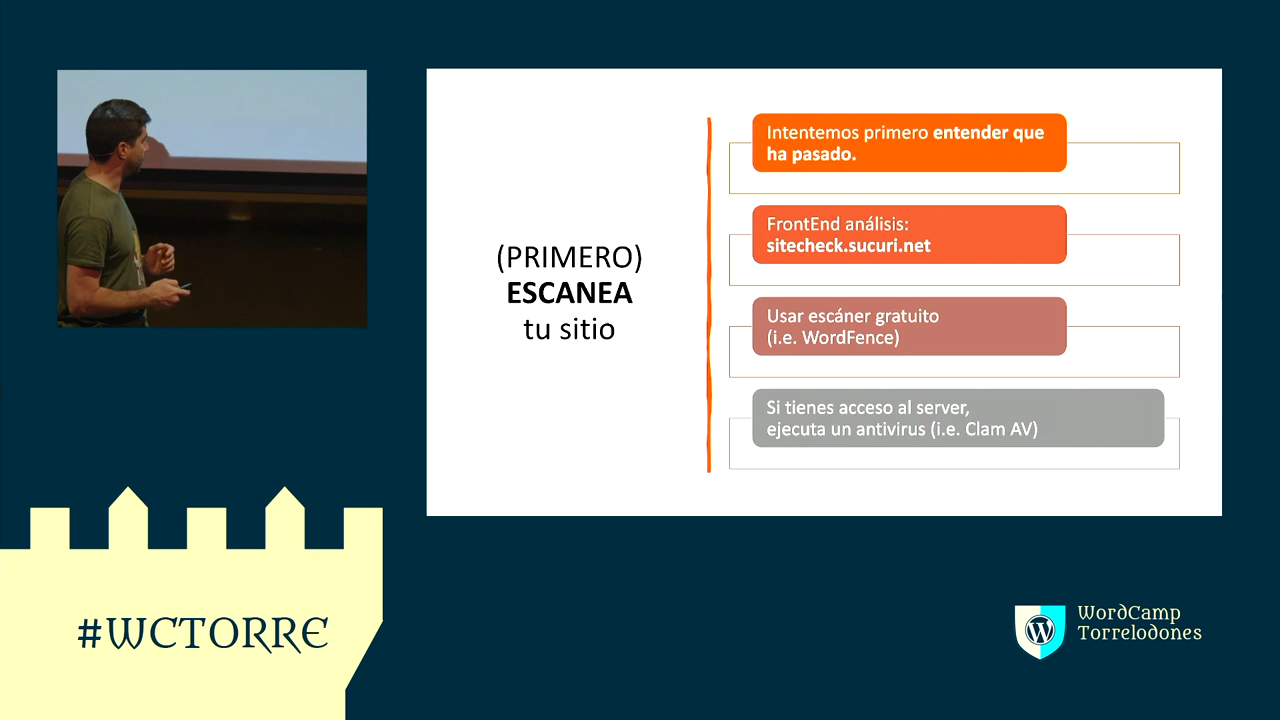 (PRIMERO)
ESCANEA
tu sitio
Intentemos primero entender que
ha pasado.
FrontEnd análisis:
sitecheck.sucuri.net
Usar escáner gratuito
(i.e. WordFence)
Si tienes acceso al server,
ejecuta un antivirus (i.e. Clam AV)
#WCTORRE
WordCamp
Torrelodones